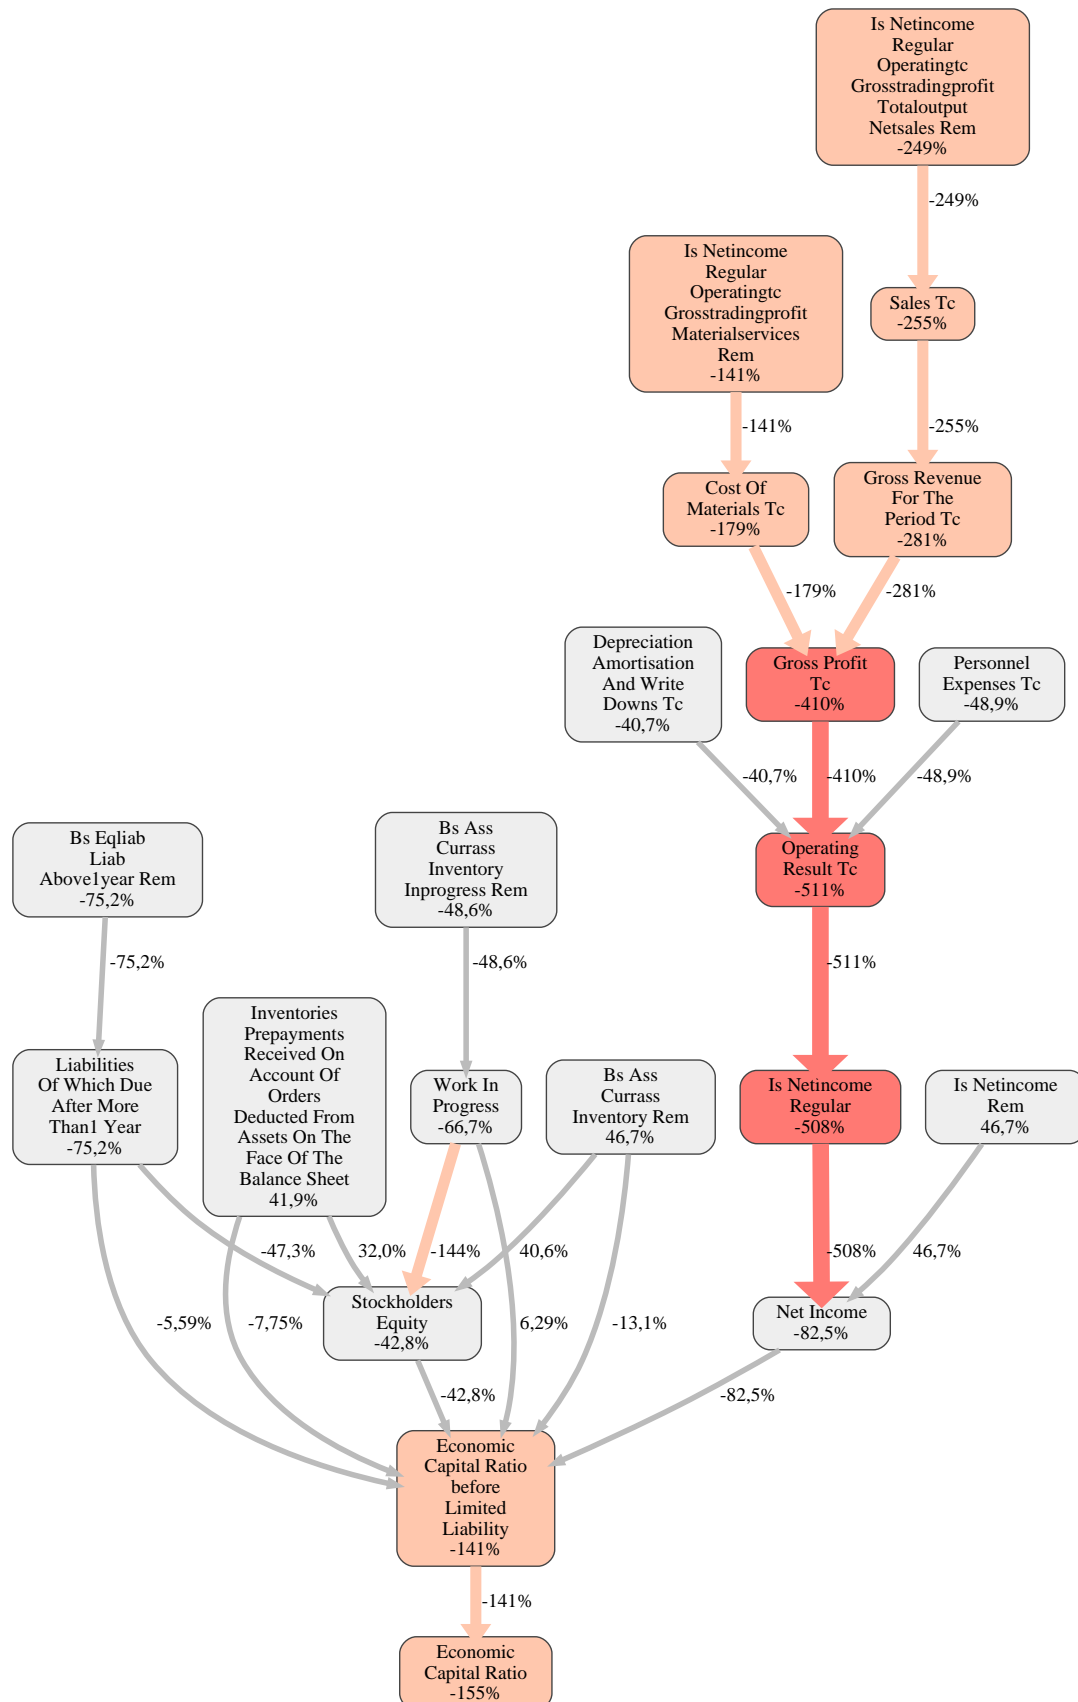 Is Netincome
Regular
Operatingtc
Grosstradingprofit
Totaloutput
Netsales Rem
-249%
-249%
Is Netincome
Regular
Operatingtc
Grosstradingprofit
Materialservices
Rem
-141%
Sales Tc
-255%
-141%
-255%
Cost Of
Materials Tc
-179%
Gross Revenue
For The
Period Tc
-281%
-179%
-281%
Depreciation
Amortisation
And Write
Downs Tc
-40,7%
Gross Profit
Tc
-410%
Personnel
Expenses Tc
-48,9%
-40,7%
-410%
-48,9%
Bs Eqliab
Liab
Above1year Rem
-75,2%
Bs Ass
Currass
Inventory
Inprogress Rem
-48,6%
Operating
Result Tc
-511%
-75,2%
-48,6%
-511%
Liabilities
Of Which Due
After More
Than1 Year
-75,2%
Inventories
Prepayments
Received On
Account Of
Orders
Deducted From
Assets On The
Face Of The
Balance Sheet
41,9%
Work In
Progress
-66,7%
Bs Ass
Currass
Inventory Rem
46,7%
Is Netincome
Regular
-508%
Is Netincome
Rem
46,7%
-47,3%
32,0%
-144%
40,6%
-508%
46,7%
-5,59%
-7,75%
Stockholders
Equity
-42,8%
6,29%
-13,1%
Net Income
-82,5%
-42,8%
-82,5%
Economic
Capital Ratio
before
Limited
Liability
-141%
-141%
Economic
Capital Ratio
-155%